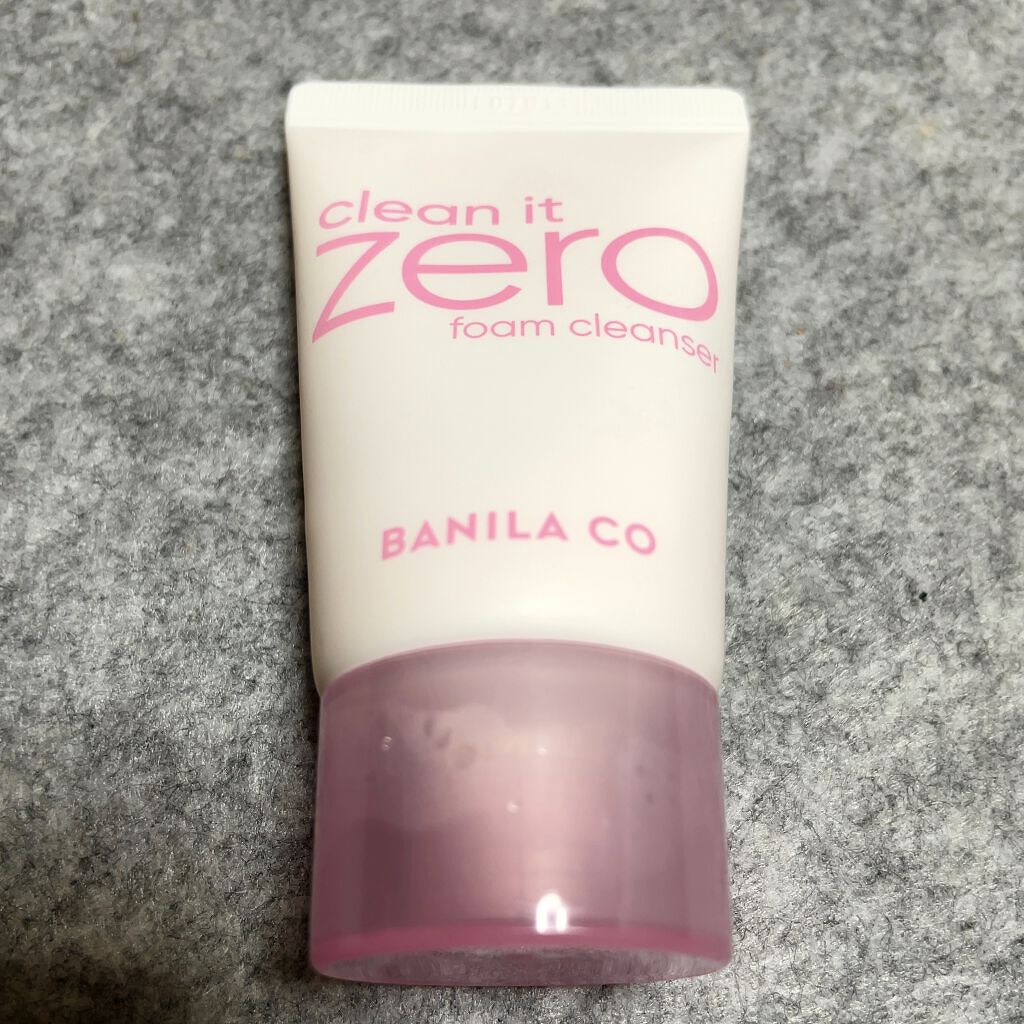 clean it
zero
foam cleanser
BANILA CO